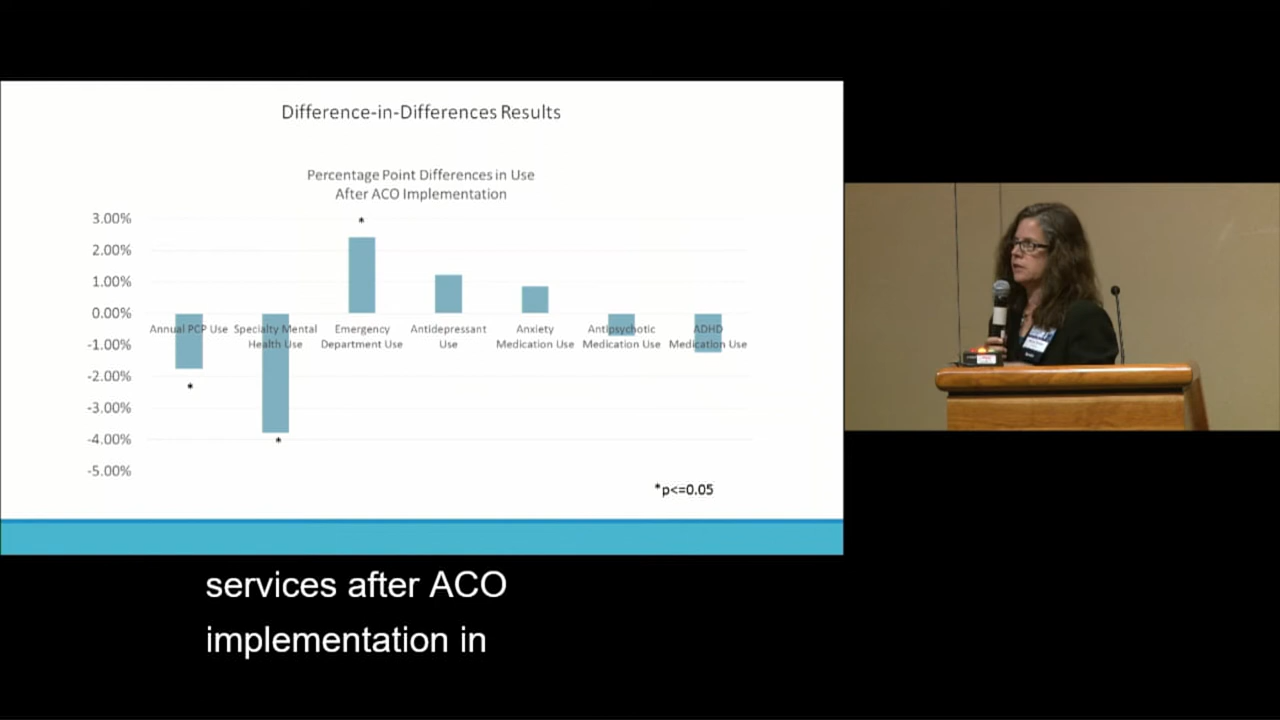 Difference-in-Differences Results
Percentage Point Differences in Use
After ACO Implementation
3.00%
2.00%
1.00%
0.00%
-1.00%
-2.00%
-3.00%
-4.00%
-5.00%
*
Annual PCP Use
Specialty Mental
Health Use
Emergency
Department Use
Antidepressant
Use
Anxiety
Medication Use
Antipsychotic
Medication Use
ADHD
Medication Use
*
*
*p<=0.05
services after ACO
implementation in